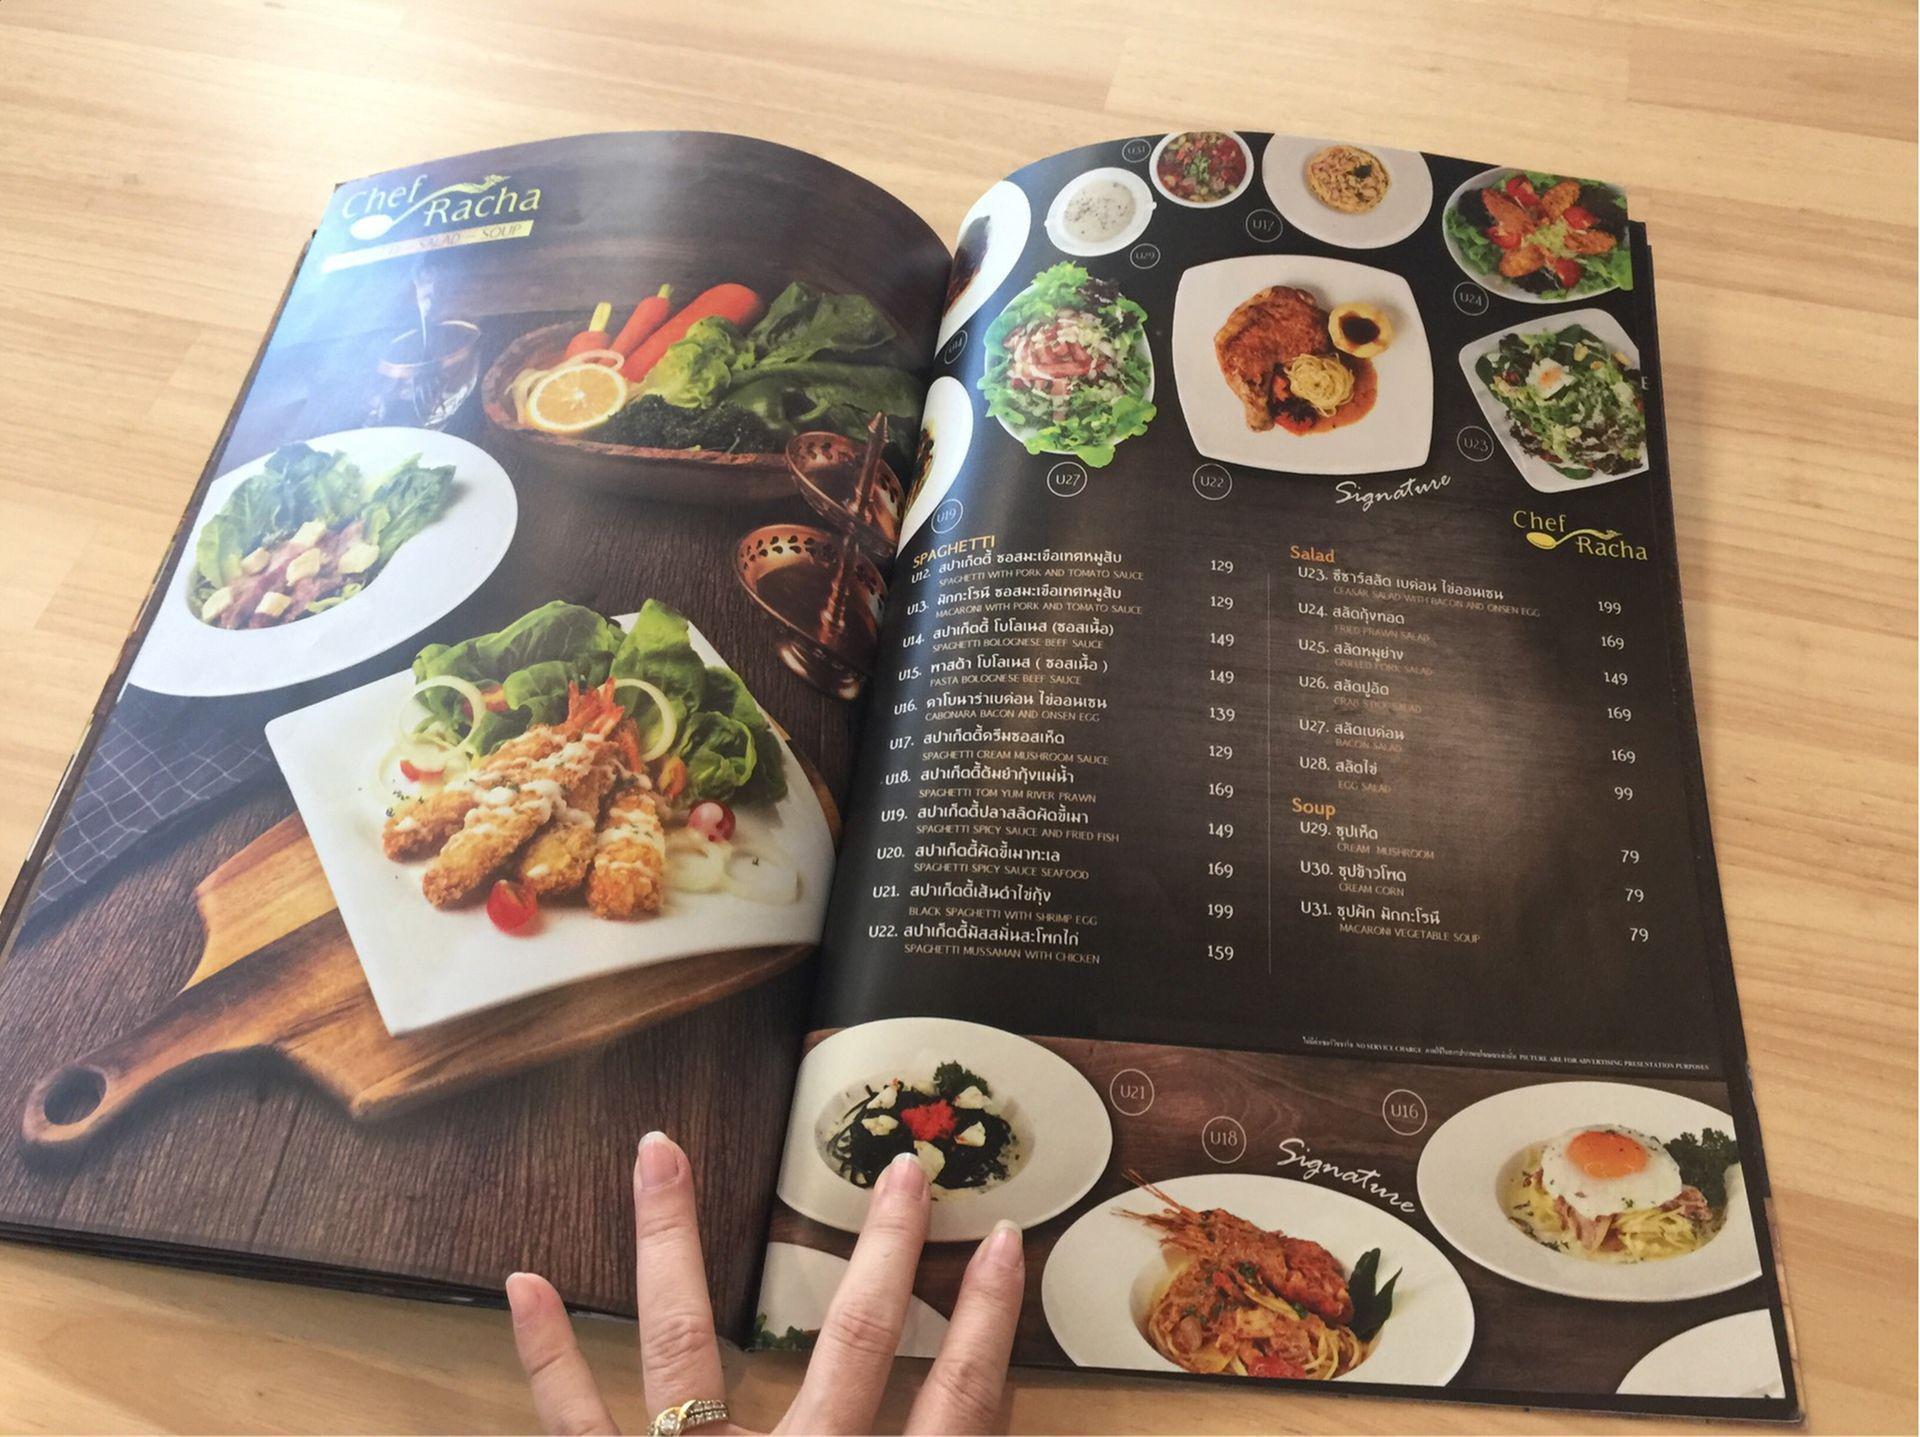 Chef Racha
SALAD - SOUP
U31
U29
U17
U24
U14
U27
U22
U23
U19
Signature
Chef Racha
SPAGHETTI
U12. สปาเก็ตตี้ ซอสมะเขือเทศหมูสับ 129
SPAGHETTI WITH PORK AND TOMATO SAUCE
U13. มักกะโรนี ซอสมะเขือเทศหมูสับ 129
MACARONI WITH PORK AND TOMATO SAUCE
U14. สปาเก็ตตี้ โบโลเนส (ซอสเนื้อ) 149
SPAGHETTI BOLOGNESE BEEF SAUCE
U15. พาสต้า โบโลเนส ( ซอสเนื้อ ) 149
PASTA BOLOGNESE BEEF SAUCE
U16. คาโบนาร่าเบค่อน ไข่ออนเซน 139
CABONARA BACON AND ONSEN EGG
U17. สปาเก็ตตี้ครีมซอสเห็ด 129
SPAGHETTI CREAM MUSHROOM SAUCE
U18. สปาเก็ตตี้ต้มยำกุ้งแม่น้ำ 169
SPAGHETTI TOM YUM RIVER PRAWN
U19. สปาเก็ตตี้ปลาสลิดผัดขี้เมา 149
SPAGHETTI SPICY SAUCE AND FRIED FISH
U20. สปาเก็ตตี้ผัดขี้เมาทะเล 169
SPAGHETTI SPICY SAUCE SEAFOOD
U21. สปาเก็ตตี้เส้นดำไข่กุ้ง 199
BLACK SPAGHETTI WITH SHRIMP EGG
U22. สปาเก็ตตี้มัสสมั่นสะโพกไก่ 159
SPAGHETTI MUSSAMAN WITH CHICKEN
Salad
U23. ซีซาร์สลัด เบค่อน ไข่ออนเซน 199
CEASAR SALAD WITH BACON AND ONSEN EGG
U24. สลัดกุ้งทอด 169
FRIED PRAWN SALAD
U25. สลัดหมูย่าง 149
GRILLED PORK SALAD
U26. สลัดปูอัด 169
CRAB STICK SALAD
U27. สลัดเบค่อน 169
BACON SALAD
U28. สลัดไข่ 99
EGG SALAD
Soup
U29. ซุปเห็ด 79
CREAM MUSHROOM
U30. ซุปข้าวโพด 79
CREAM CORN
U31. ซุปผัก มักกะโรนี 79
MACARONI VEGETABLE SOUP
NO SERVICE CHARGE PICTURE ARE FOR ADVERTISING PRESENTATION PURPOSES
U21
U18
U16
Signature